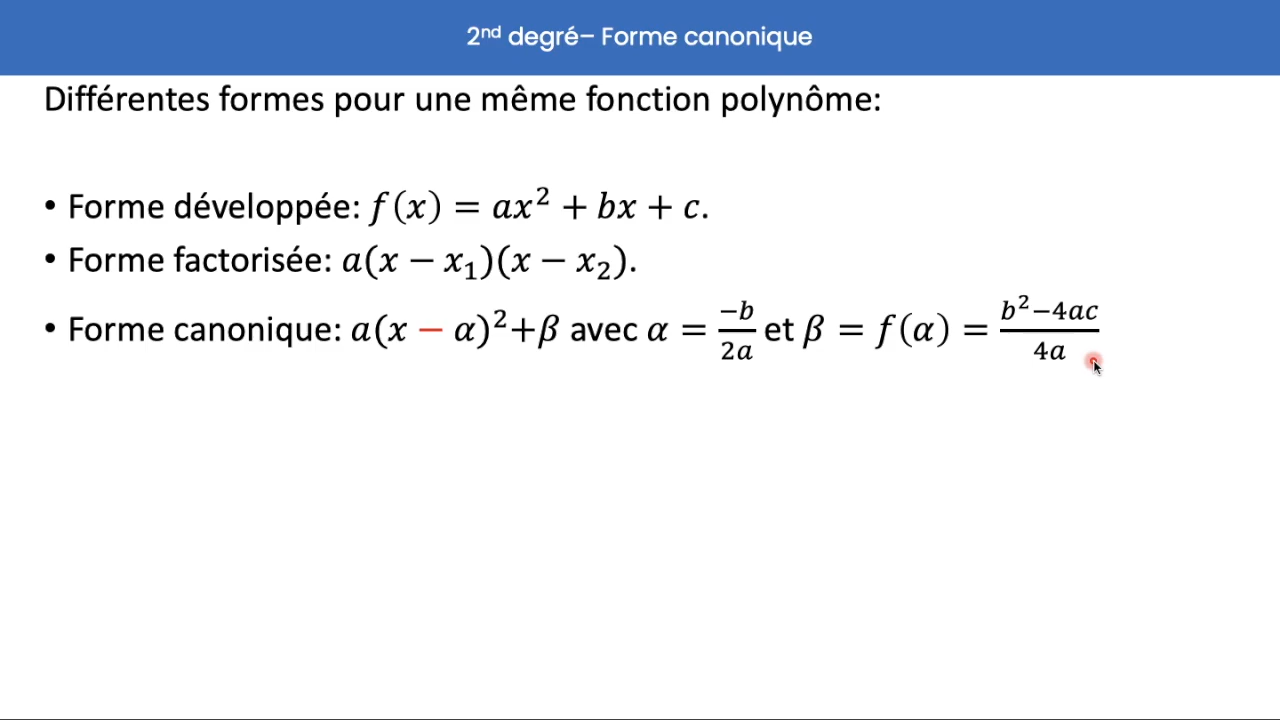 2ⁿᵈ degré– Forme canonique
Différentes formes pour une même fonction polynôme:
• Forme développée: f(x) = ax² + bx + c.
• Forme factorisée: a(x − x₁)(x − x₂).
• Forme canonique: a(x − α)²+β avec α = −b/2a et β = f(α) = b²−4ac/4a